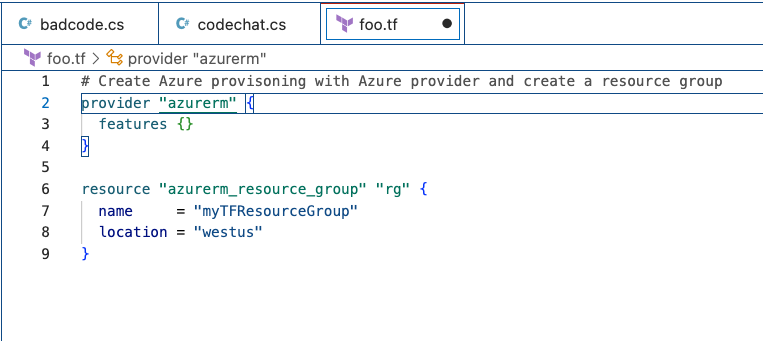 badcode.cs
codechat.cs
foo.tf
foo.tf > provider "azurerm"
1 # Create Azure provisoning with Azure provider and create a resource group
2 provider "azurerm" {
3   features {}
4 }
5
6 resource "azurerm_resource_group" "rg" {
7   name     = "myTFResourceGroup"
8   location = "westus"
9 }